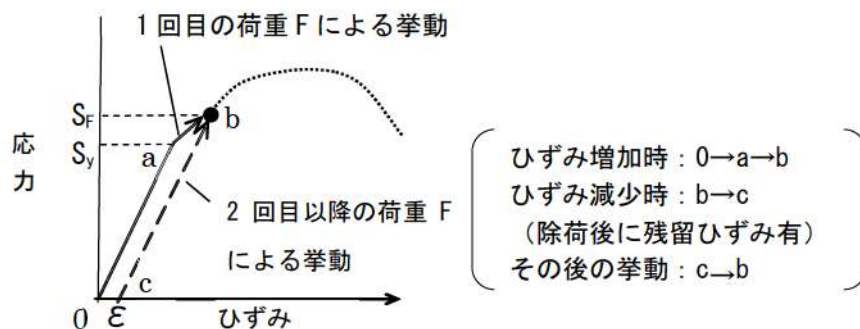 1回目の荷重Fによる挙動
S_F
b
応力
S_y
a
2回目以降の荷重F
による挙動
c
0
ε
ひずみ
ひずみ増加時：0→a→b
ひずみ減少時：b→c
（除荷後に残留ひずみ有）
その後の挙動：c→b